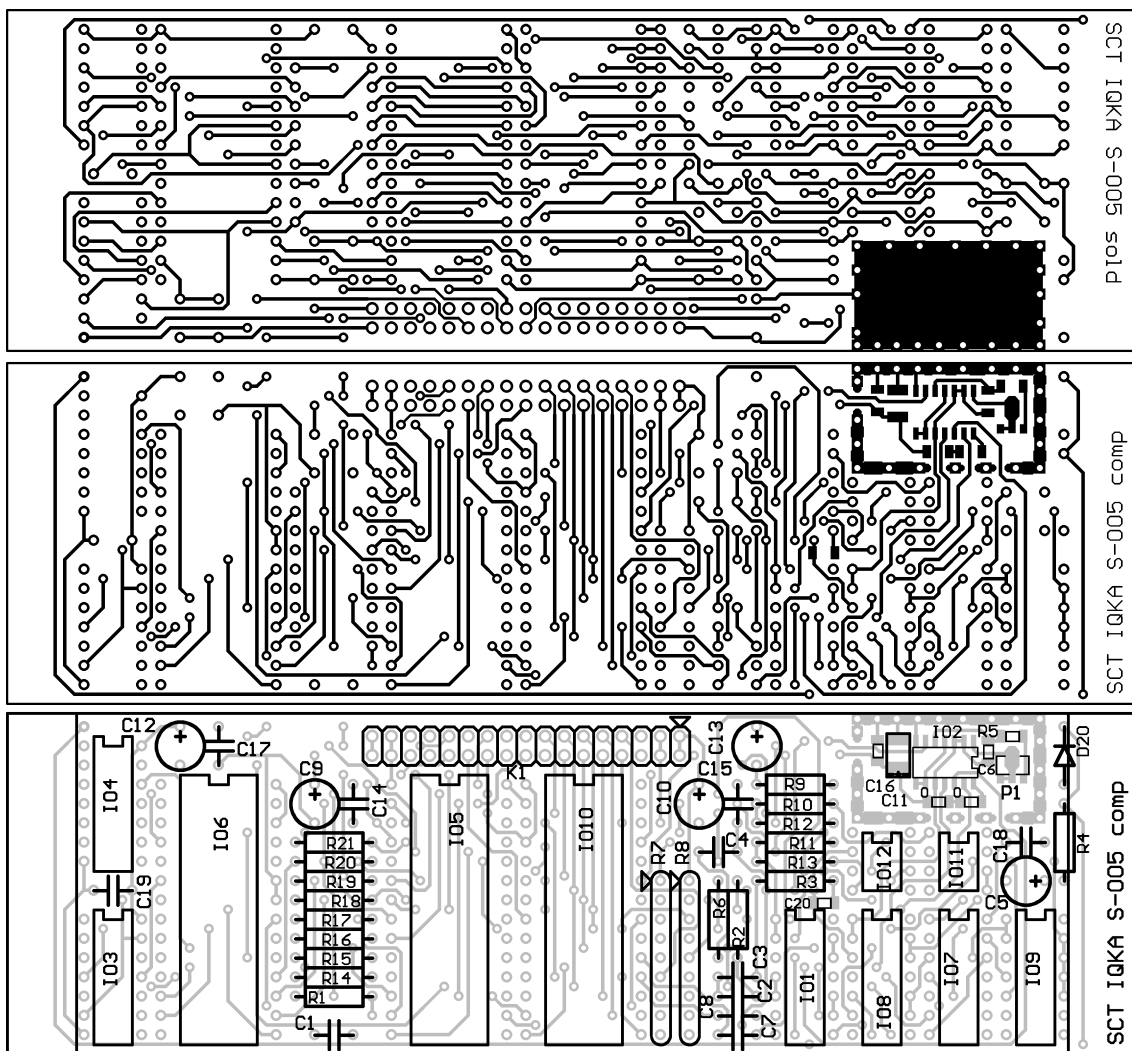 SCT IQKA S-005 sold
SCT IQKA S-005 comp
C12
C17
IO4
IO6
C9
C14
K1
IO5
IO10
C13
C15
C10
R9
R10
R12
R11
R13
R3
C4
R7
R8
IO2
R5
C6
P1
C16
C11
0
0
D20
R4
C18
C5
IO12
IO11
R21
R20
R19
R18
R17
R16
R15
R14
R1
C19
IO3
C1
R6
R2
C3
C2
C8
C7
C20
IO1
IO8
IO7
IO9
SCT IQKA S-005 comp